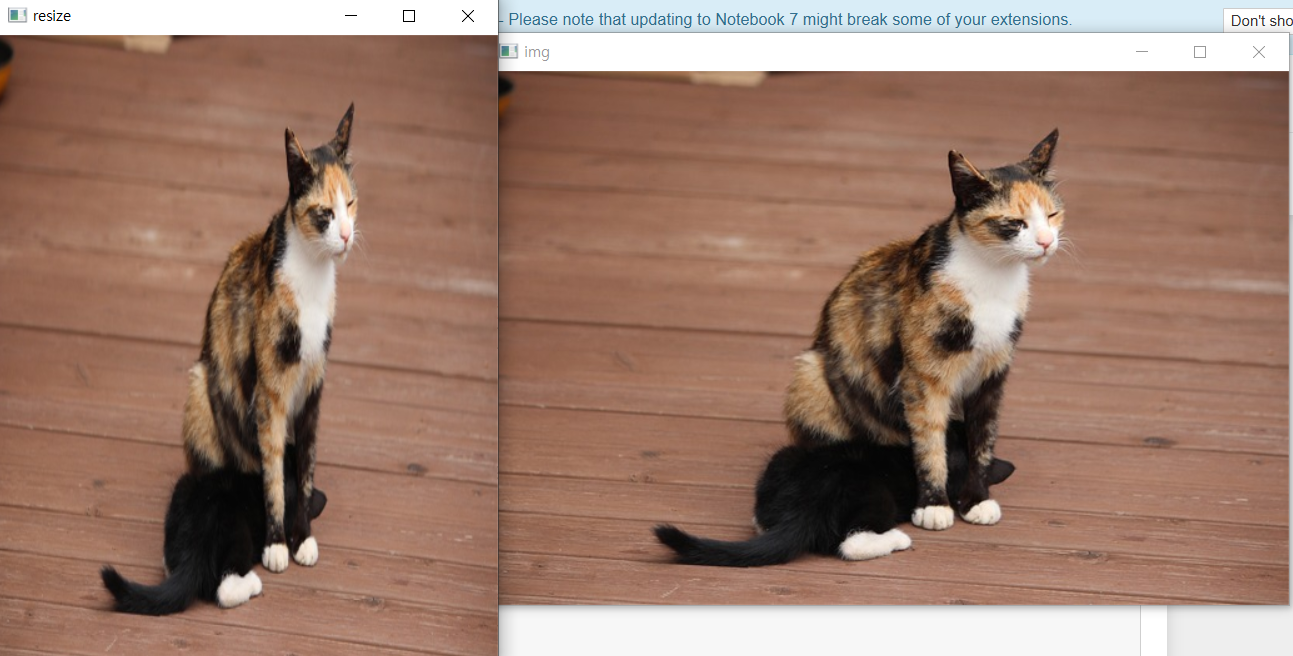 resize
- Please note that updating to Notebook 7 might break some of your extensions.
Don't sho
img